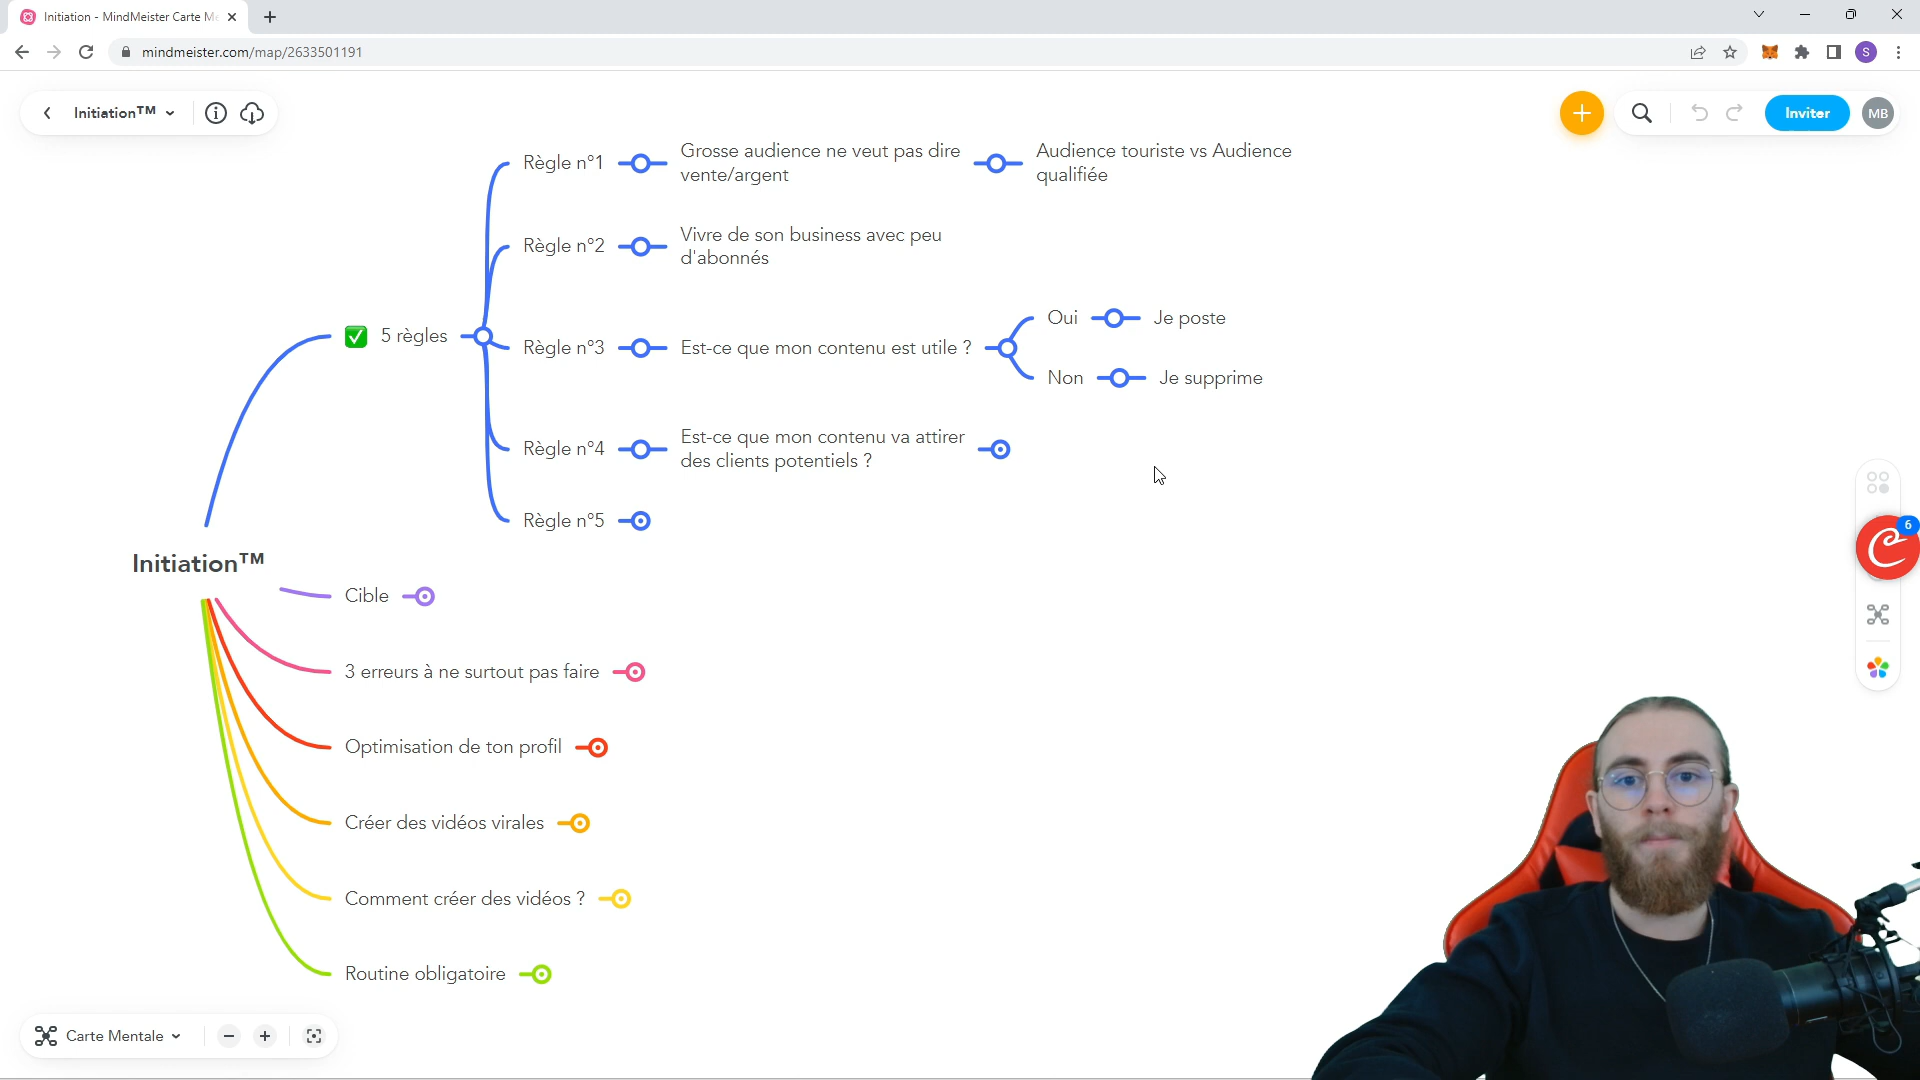 Initiation - MindMeister Carte Me
mindmeister.com/map/2633501191
S
Initiation™
Inviter
MB
Règle n°1
Grosse audience ne veut pas dire
vente/argent
Audience touriste vs Audience
qualifiée
Règle n°2
Vivre de son business avec peu
d'abonnés
5 règles
Règle n°3
Est-ce que mon contenu est utile ?
Oui
Je poste
Non
Je supprime
Règle n°4
Est-ce que mon contenu va attirer
des clients potentiels ?
Règle n°5
6
Initiation™
Cible
3 erreurs à ne surtout pas faire
Optimisation de ton profil
Créer des vidéos virales
Comment créer des vidéos ?
Routine obligatoire
Carte Mentale